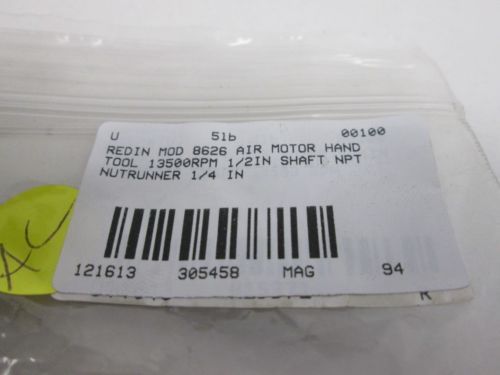 U 51b 00100
REDIN MOD 8626 AIR MOTOR HAND
TOOL 13500RPM 1/2IN SHAFT NPT
NUTRUNNER 1/4 IN
121613 305458 MAG 94
R
AC